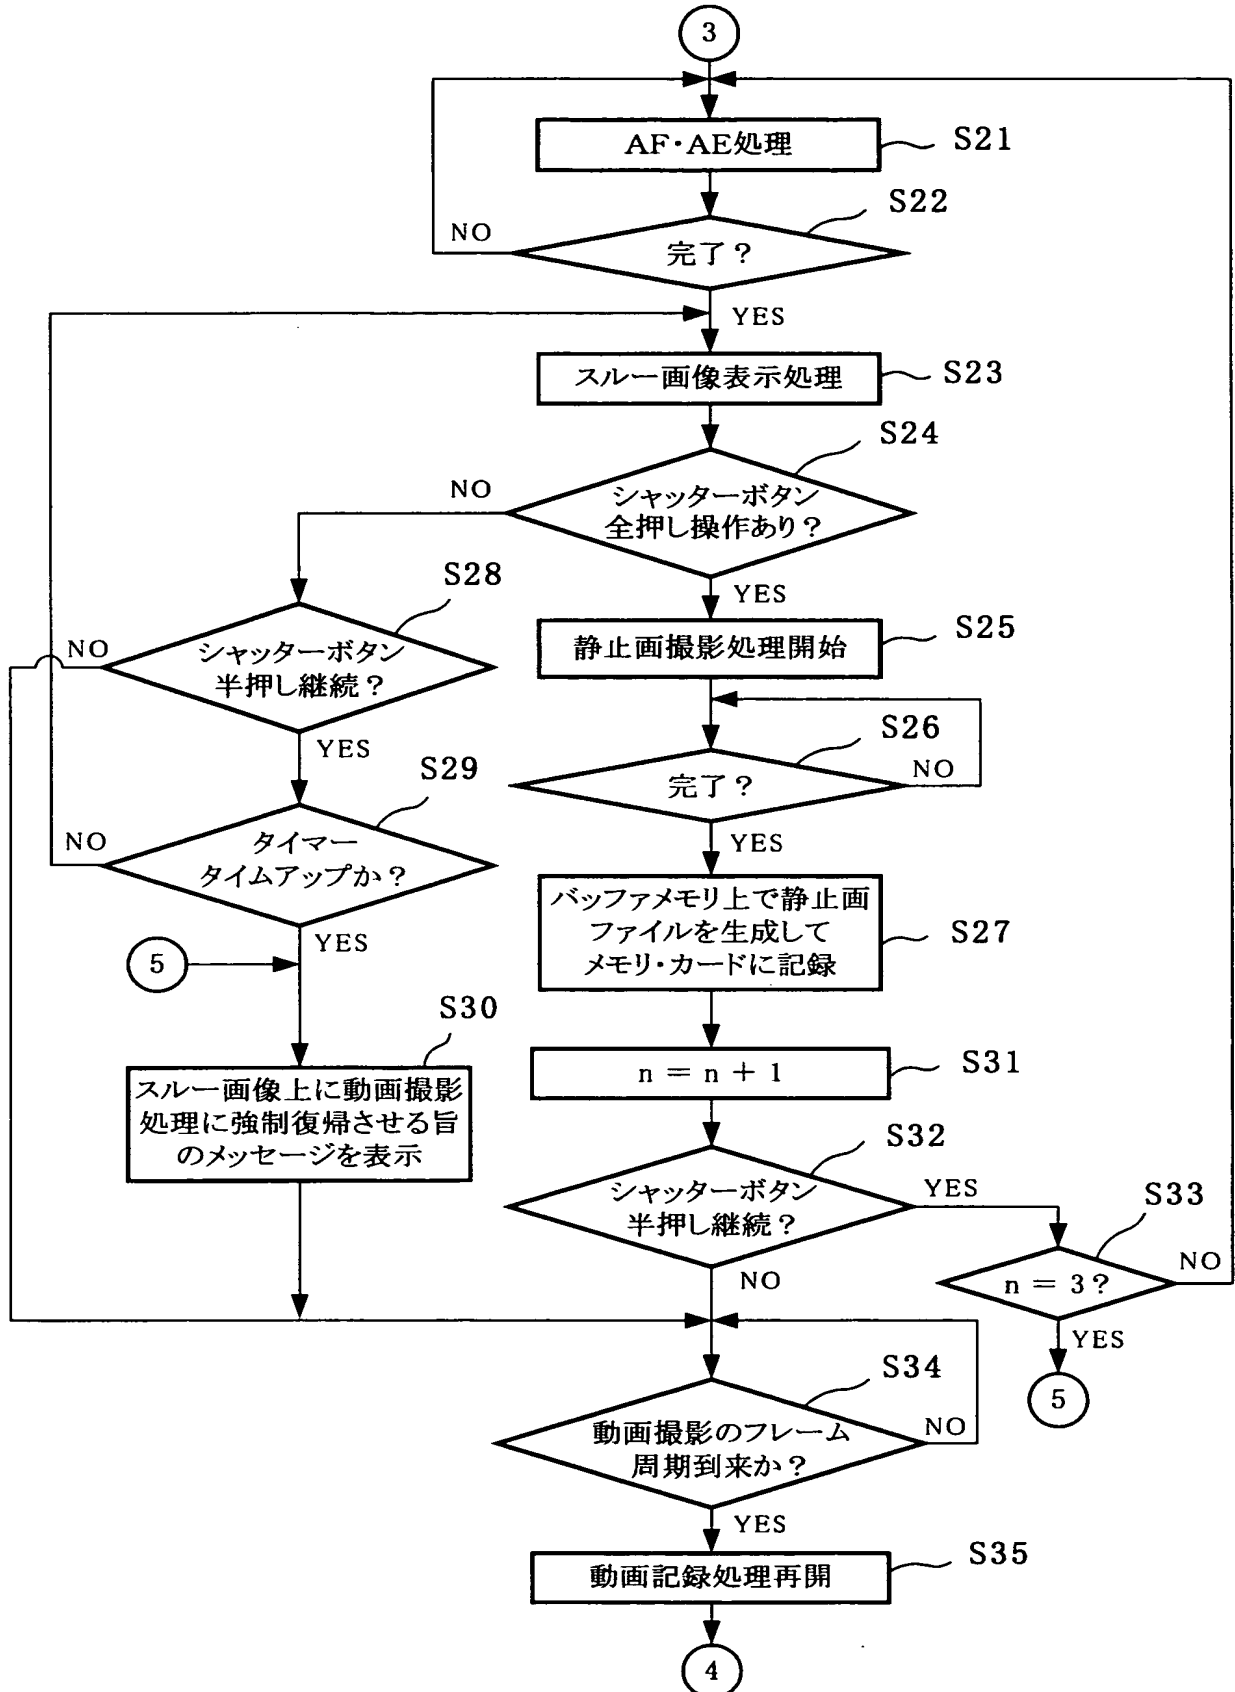 3
AF・AE処理
S21
S22
NO
完了?
YES
スルー画像表示処理
S23
S24
NO
シャッターボタン
全押し操作あり?
S28
YES
NO
シャッターボタン
半押し継続?
静止画撮影処理開始
S25
YES
S26
S29
完了?
NO
NO
タイマー
タイムアップか?
YES
バッファメモリ上で静止画
ファイルを生成して
メモリ・カードに記録
S27
YES
5
S30
n = n + 1
S31
スルー画像上に動画撮影
処理に強制復帰させる旨
のメッセージを表示
S32
シャッターボタン
半押し継続?
YES
S33
NO
n = 3?
NO
YES
5
S34
動画撮影のフレーム
周期到来か?
NO
YES
動画記録処理再開
S35
4